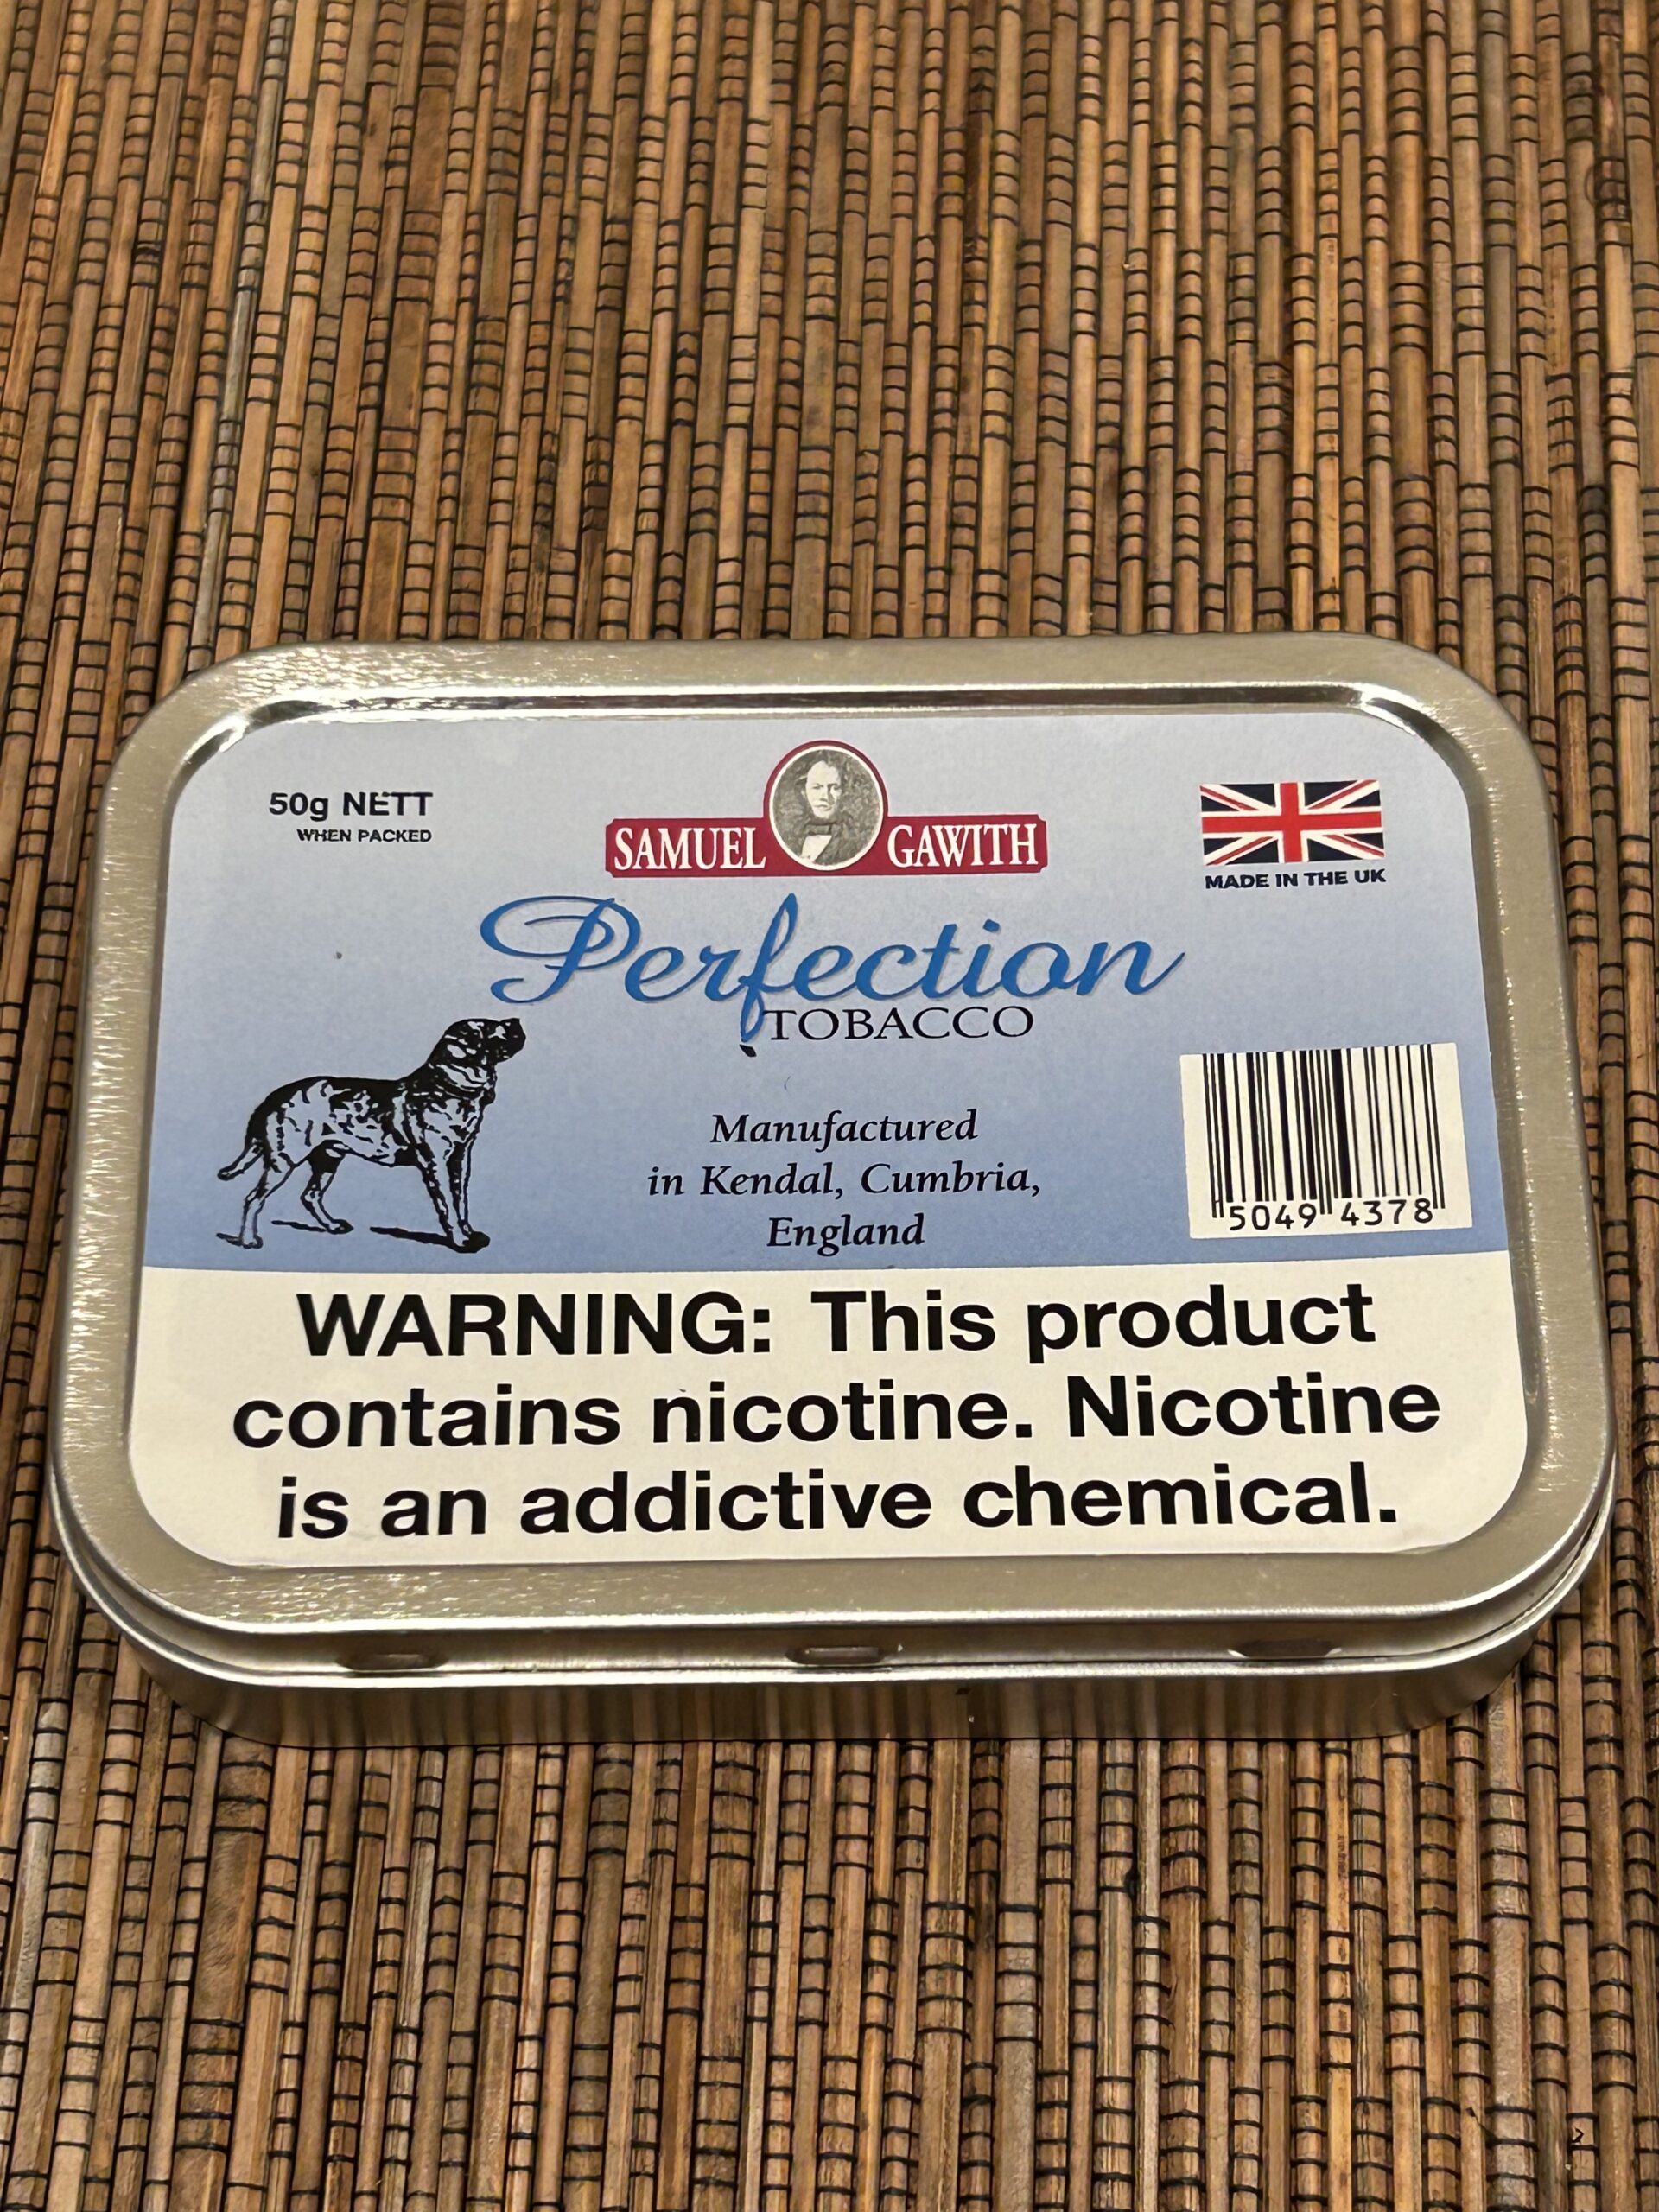 50g NETT
WHEN PACKED
SAMUEL GAWITH
MADE IN THE UK
Perfection
TOBACCO
Manufactured
in Kendal, Cumbria,
England
5049 4378
WARNING: This product
contains nicotine. Nicotine
is an addictive chemical.